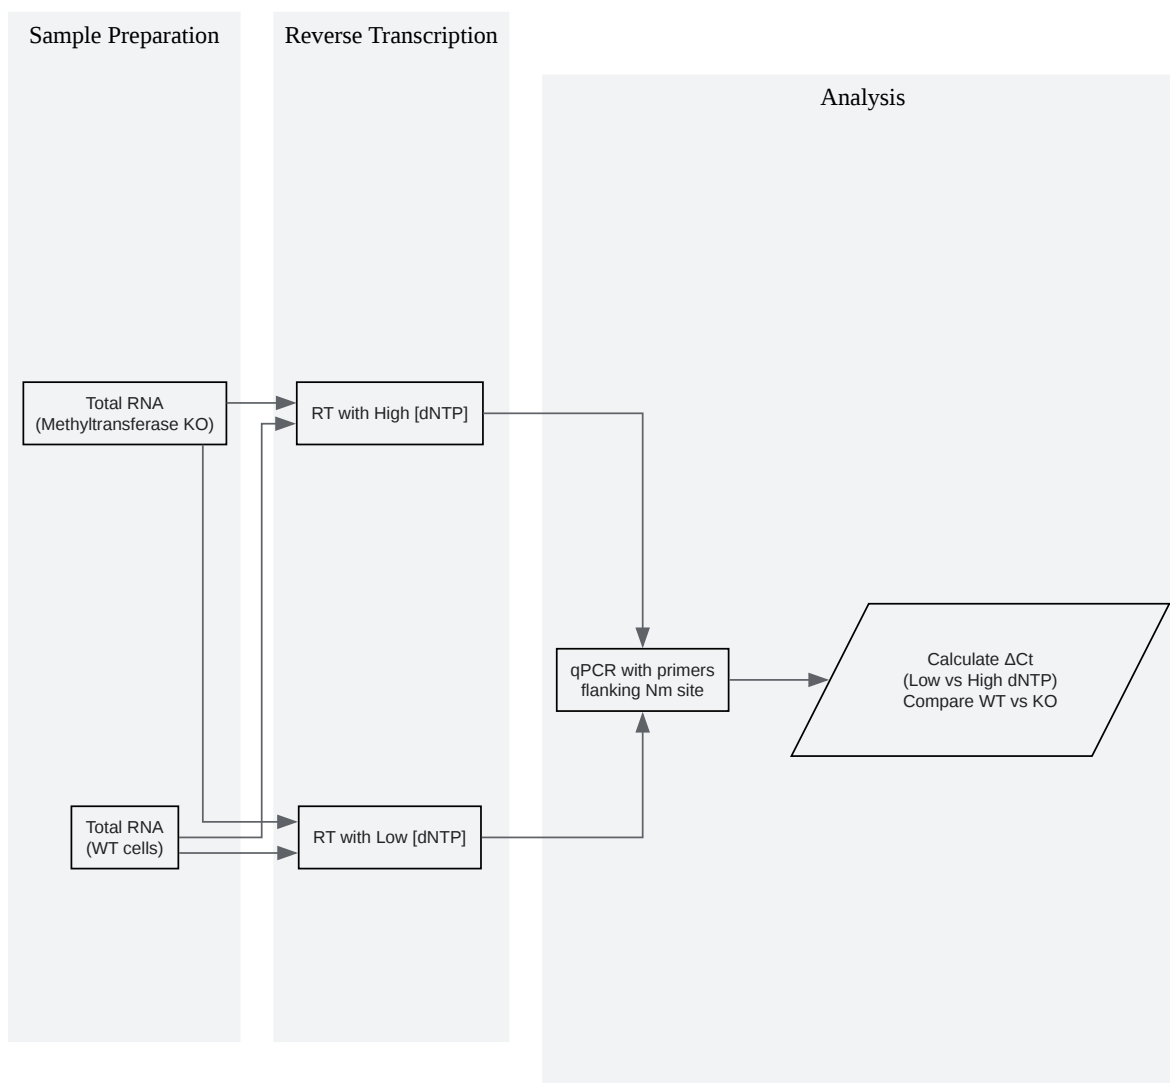 Sample Preparation
Reverse Transcription
Analysis
Total RNA
(Methyltransferase KO)
RT with High [dNTP]
qPCR with primers
flanking Nm site
Calculate ΔCt
(Low vs High dNTP)
Compare WT vs KO
Total RNA
(WT cells)
RT with Low [dNTP]